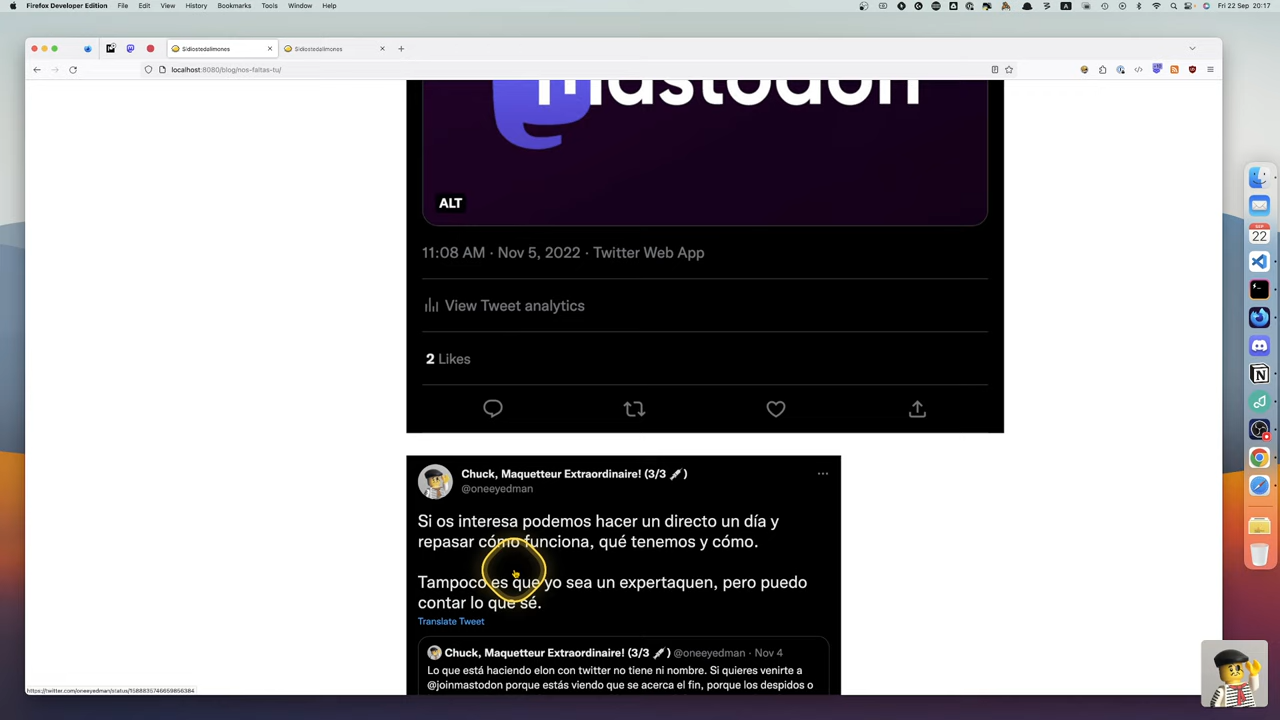 Firefox Developer Edition File Edit View History Bookmarks Tools Window Help Fri 22 Sep 20:17
Sidiostedalimones Sidiostedalimones
localhost:8080/blog/nos-faltas-tu/
mastodon
ALT
11:08 AM · Nov 5, 2022 · Twitter Web App
View Tweet analytics
2 Likes
Chuck, Maquetteur Extraordinaire! (3/3 💉)
@oneeyedman
Si os interesa podemos hacer un directo un día y
repasar cómo funciona, qué tenemos y cómo.
Tampoco es que yo sea un expertaquen, pero puedo
contar lo que sé.
Translate Tweet
Chuck, Maquetteur Extraordinaire! (3/3 💉) @oneeyedman · Nov 4
Lo que está haciendo elon con twitter no tiene ni nombre. Si quieres venirte a
@joinmastodon porque estás viendo que se acerca el fin, porque los despidos o
SEP
22